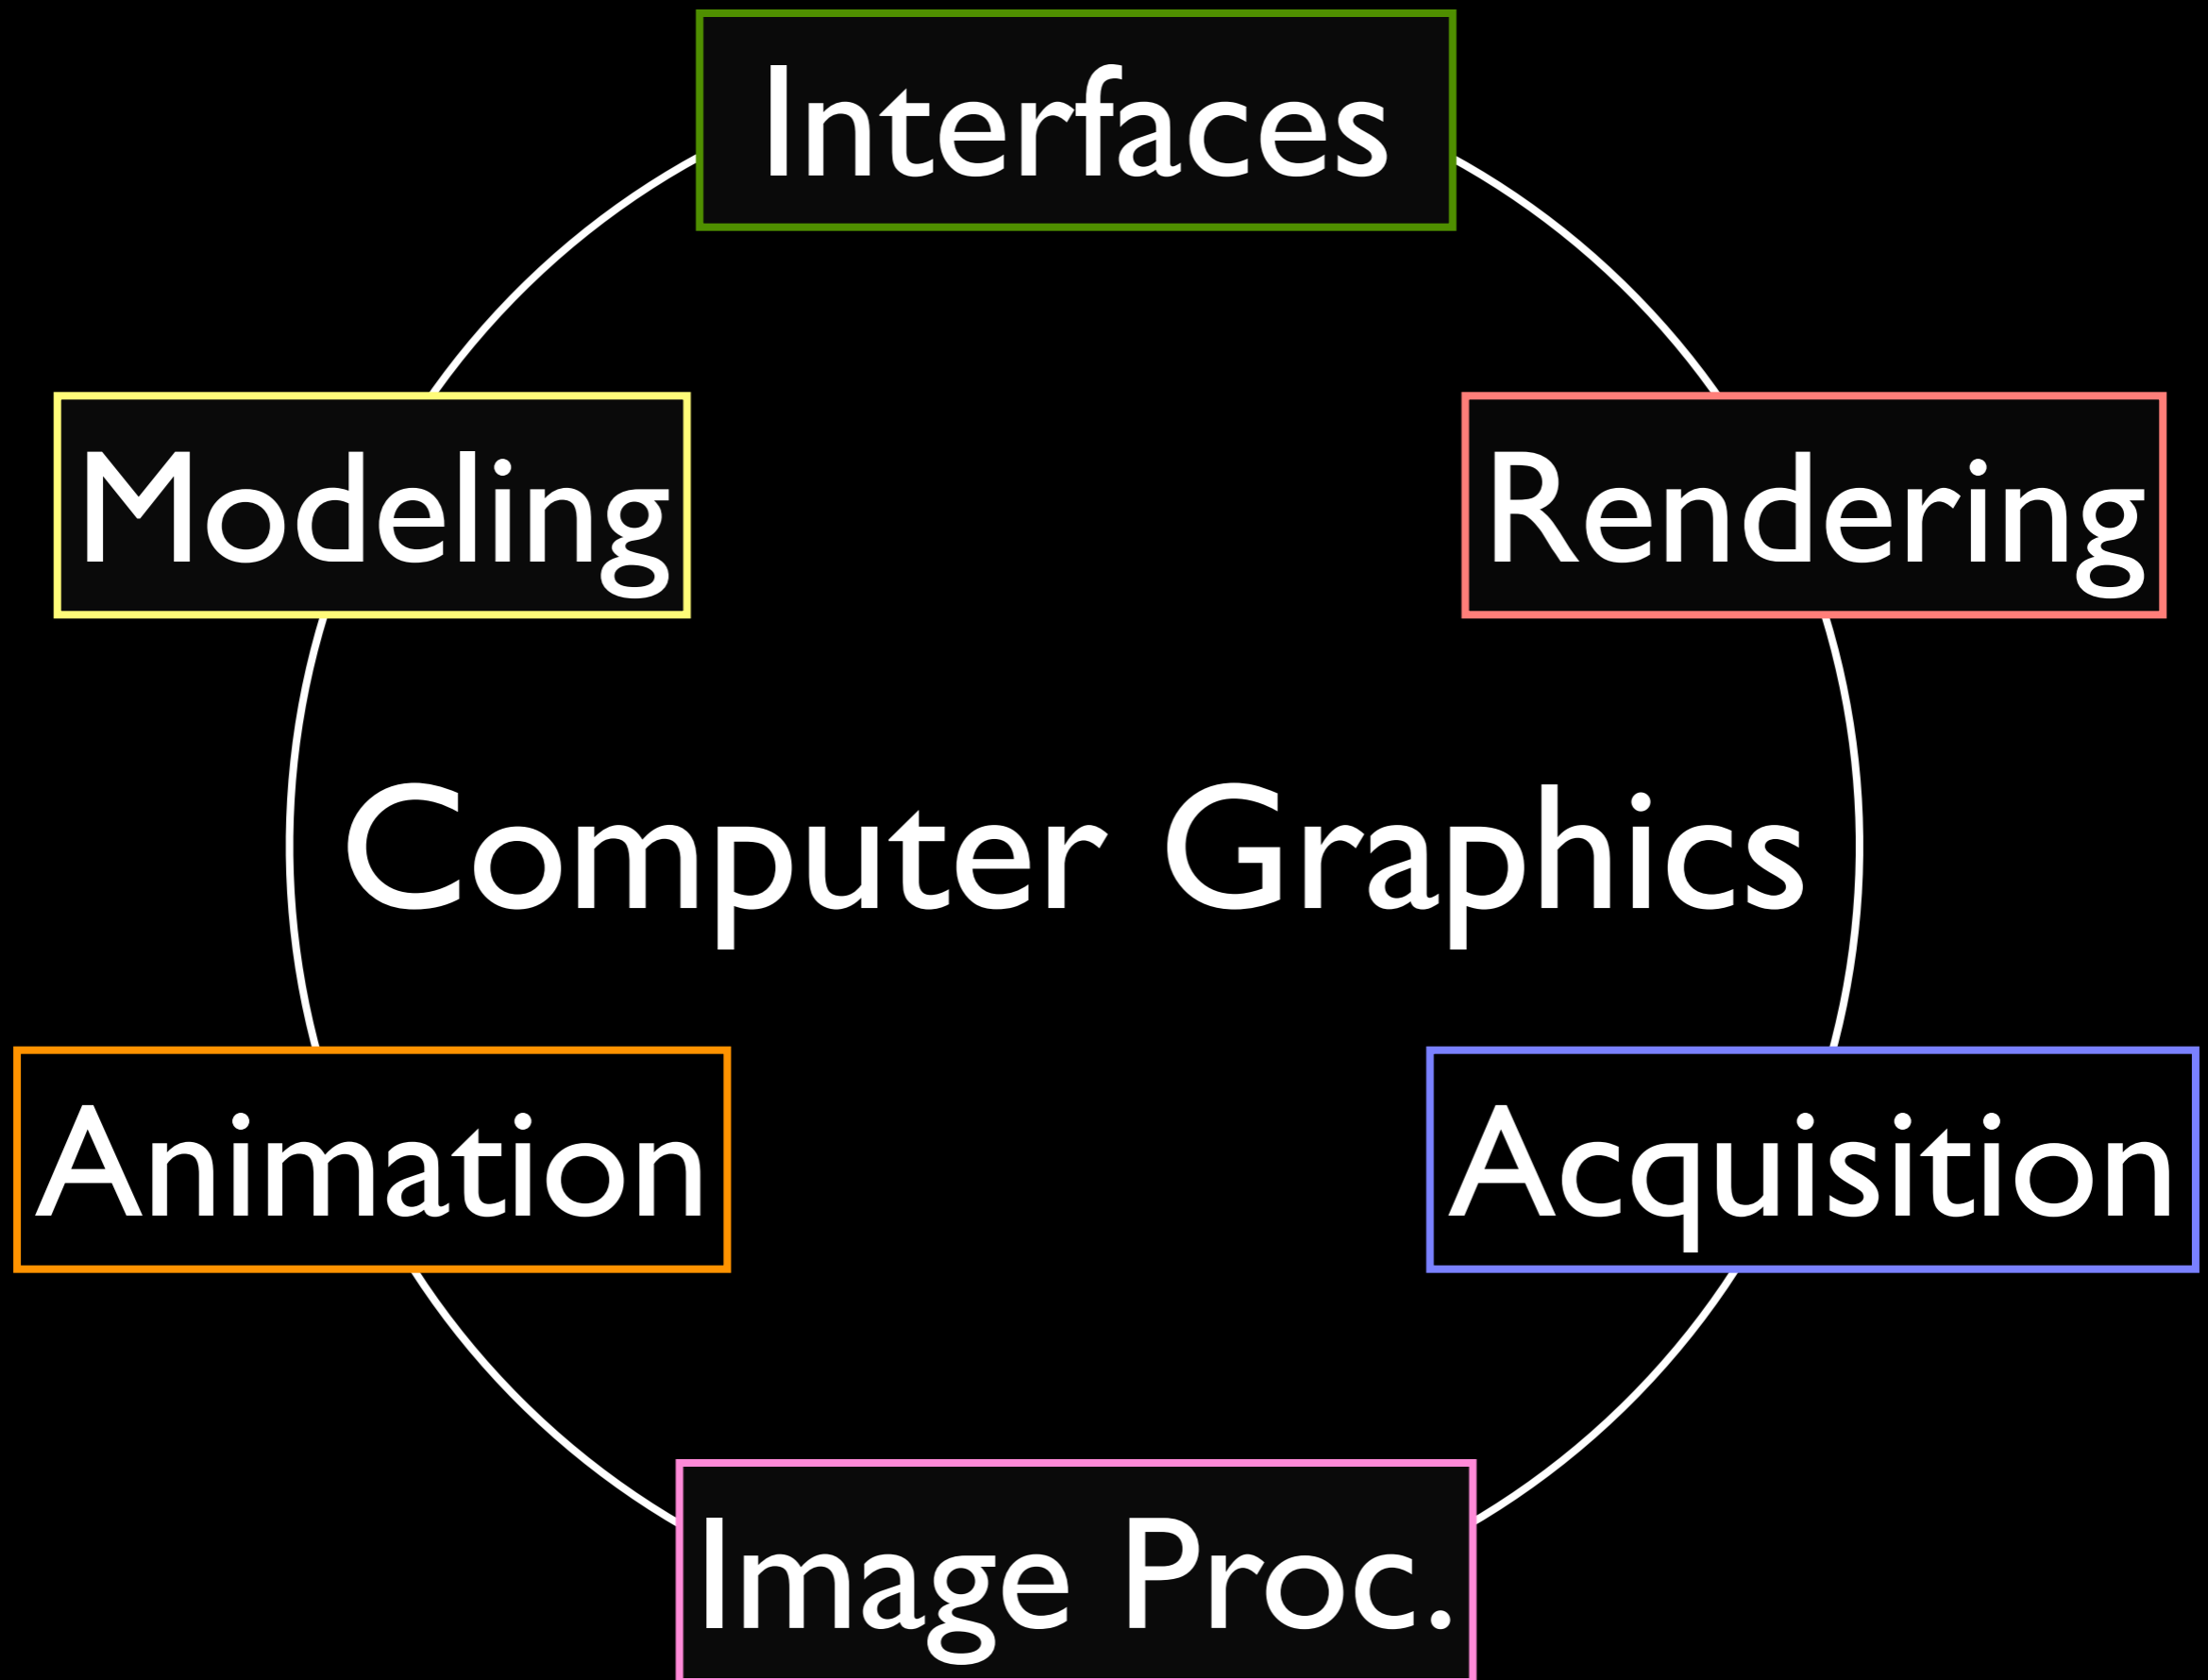 Interfaces
Modeling
Rendering
Computer Graphics
Animation
Acquisition
Image Proc.